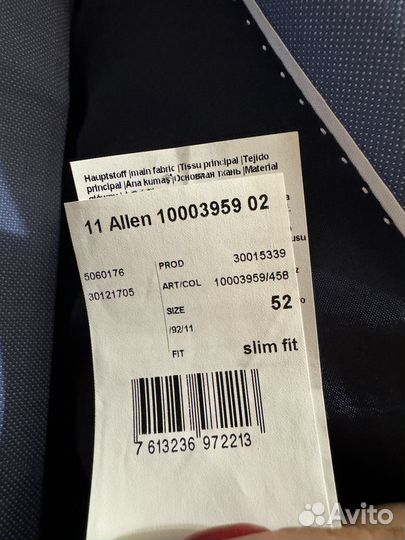 Hauptstoff |main fabric |Tissu principal |Tejido
principal |Ana kumaş |Основная ткань |Material
11 Allen 10003959 02
5060176 PROD 30015339
30121705 ART/COL 10003959/458
SIZE 52
/92/11
FIT slim fit
7 613236 972213
Avito